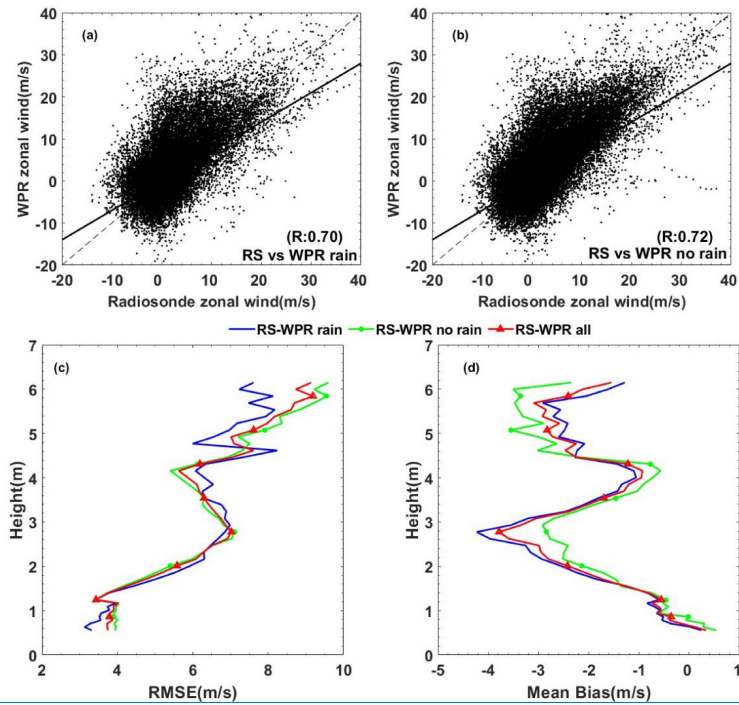 (a)
WPR zonal wind(m/s)
40
30
20
10
0
-10
-20
(R:0.70)
RS vs WPR rain
-20 -10 0 10 20 30 40
Radiosonde zonal wind(m/s)
(b)
WPR zonal wind(m/s)
40
30
20
10
0
-10
-20
(R:0.72)
RS vs WPR no rain
-20 -10 0 10 20 30 40
Radiosonde zonal wind(m/s)
RS-WPR rain RS-WPR no rain RS-WPR all
(c)
Height(m)
7
6
5
4
3
2
1
0
2 4 6 8 10
RMSE(m/s)
(d)
Height(m)
7
6
5
4
3
2
1
0
-5 -4 -3 -2 -1 0 1
Mean Bias(m/s)